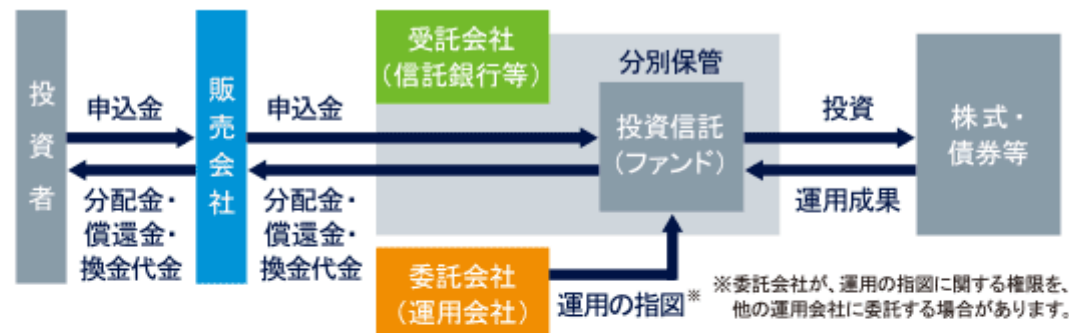 投資者
申込金
分配金・
償還金・
換金代金
販売会社
申込金
分配金・
償還金・
換金代金
受託会社
（信託銀行等）
分別保管
投資信託
（ファンド）
委託会社
（運用会社）
運用の指図※
投資
運用成果
株式・
債券等
※委託会社が、運用の指図に関する権限を、
他の運用会社に委託する場合があります。